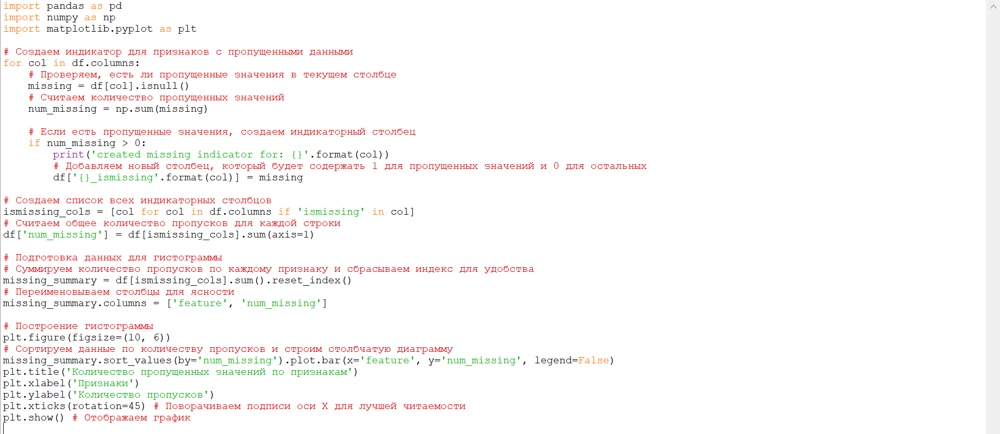 import pandas as pd
import numpy as np
import matplotlib.pyplot as plt

# Создаем индикатор для признаков с пропущенными данными
for col in df.columns:
    # Проверяем, есть ли пропущенные значения в текущем столбце
    missing = df[col].isnull()
    # Считаем количество пропущенных значений
    num_missing = np.sum(missing)

    # Если есть пропущенные значения, создаем индикаторный столбец
    if num_missing > 0:
        print('created missing indicator for: {}'.format(col))
        # Добавляем новый столбец, который будет содержать 1 для пропущенных значений и 0 для остальных
        df['{}_ismissing'.format(col)] = missing

# Создаем список всех индикаторных столбцов
ismissing_cols = [col for col in df.columns if 'ismissing' in col]
# Считаем общее количество пропусков для каждой строки
df['num_missing'] = df[ismissing_cols].sum(axis=1)

# Подготовка данных для гистограммы
# Суммируем количество пропусков по каждому признаку и сбрасываем индекс для удобства
missing_summary = df[ismissing_cols].sum().reset_index()
# Переименовываем столбцы для ясности
missing_summary.columns = ['feature', 'num_missing']

# Построение гистограммы
plt.figure(figsize=(10, 6))
# Сортируем данные по количеству пропусков и строим столбчатую диаграмму
missing_summary.sort_values(by='num_missing').plot.bar(x='feature', y='num_missing', legend=False)
plt.title('Количество пропущенных значений по признакам')
plt.xlabel('Признаки')
plt.ylabel('Количество пропусков')
plt.xticks(rotation=45) # Поворачиваем подписи оси X для лучшей читаемости
plt.show() # Отображаем график